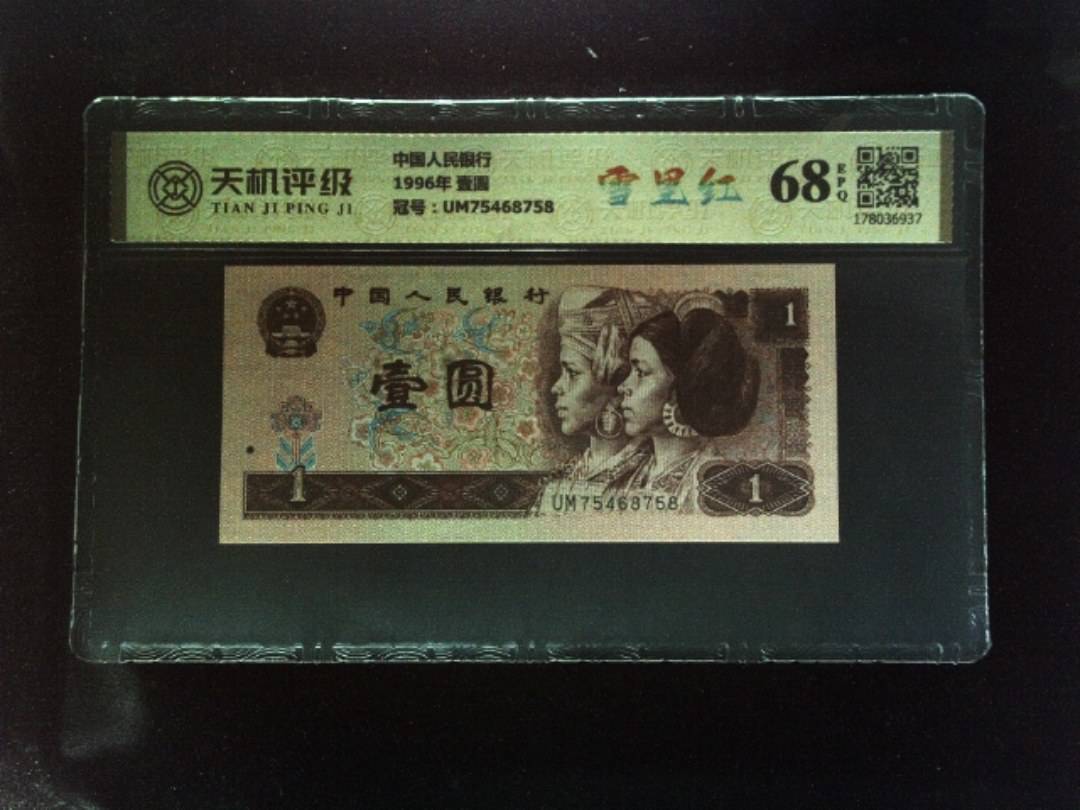 天机评级
TIAN JI PING JI
中国人民银行
1996年 壹圆
冠号：UM75468758
雪里红
68
EPQ
178036937
中国人民银行
1
壹圆
1
1
UM75468758